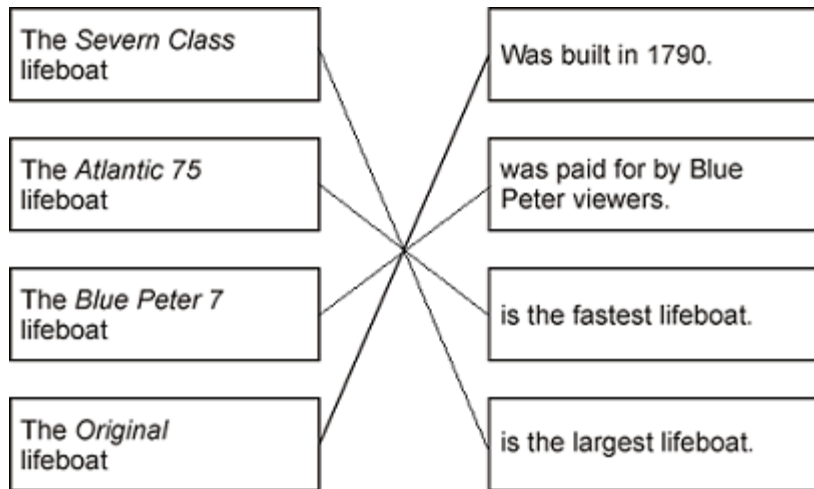 The Severn Class
lifeboat
Was built in 1790.
The Atlantic 75
lifeboat
was paid for by Blue
Peter viewers.
The Blue Peter 7
lifeboat
is the fastest lifeboat.
The Original
lifeboat
is the largest lifeboat.